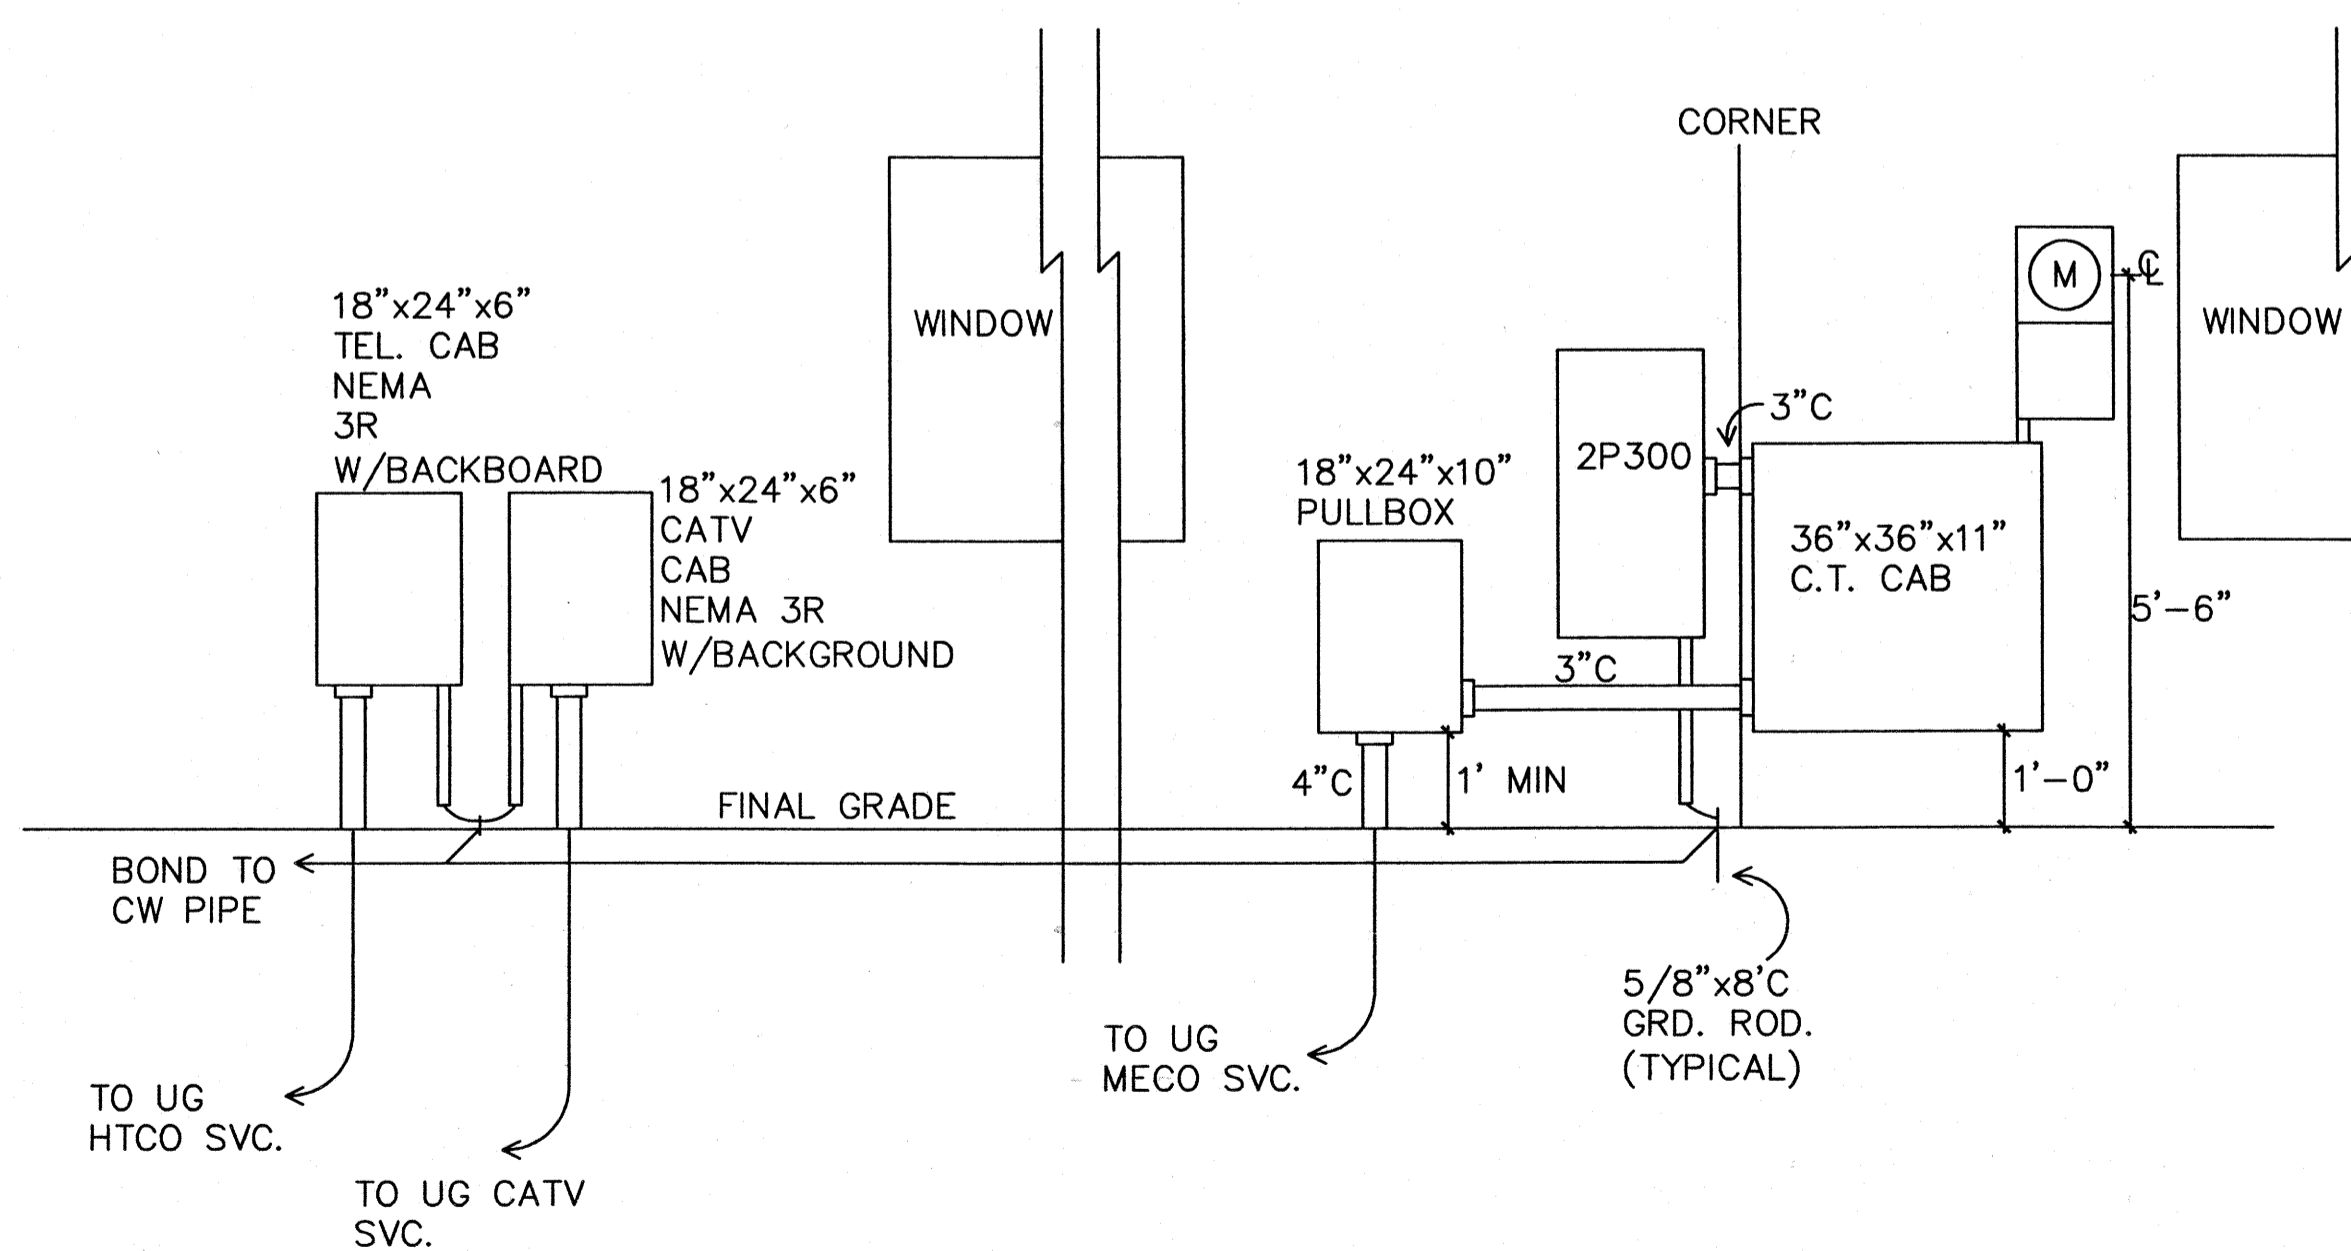 CORNER
18”x24”x6”
TEL. CAB
NEMA
3R
W/BACKBOARD
18”x24”x6”
CATV
CAB
NEMA 3R
W/BACKGROUND
WINDOW
18”x24”x10”
PULLBOX
2P300
3”C
36”x36”x11”
C.T. CAB
M
℄
WINDOW
5’-6”
3”C
4”C
1’ MIN
1’-0”
FINAL GRADE
BOND TO
CW PIPE
TO UG
HTCO SVC.
TO UG CATV
SVC.
TO UG
MECO SVC.
5/8”x8’C
GRD. ROD.
(TYPICAL)